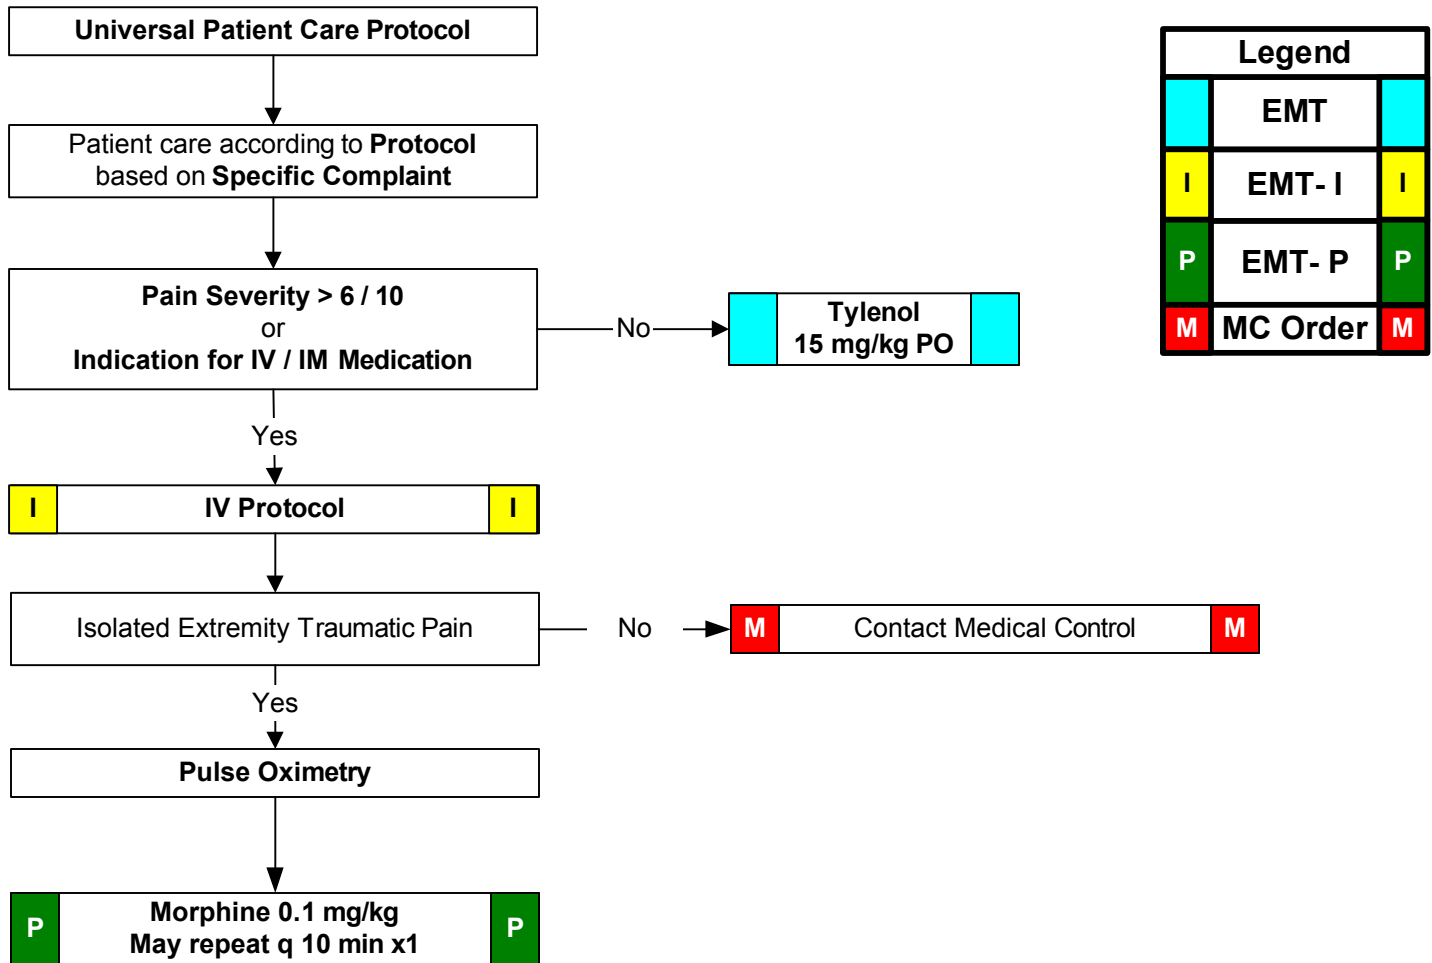 Universal Patient Care Protocol
Patient care according to Protocol
based on Specific Complaint
Pain Severity > 6 / 10
or
Indication for IV / IM Medication
No
Tylenol
15 mg/kg PO
Yes
I IV Protocol I
Isolated Extremity Traumatic Pain
No
M Contact Medical Control M
Yes
Pulse Oximetry
P P
Morphine 0.1 mg/kg
May repeat q 10 min x1
Legend
EMT
I EMT- I I
P EMT- P P
M MC Order M